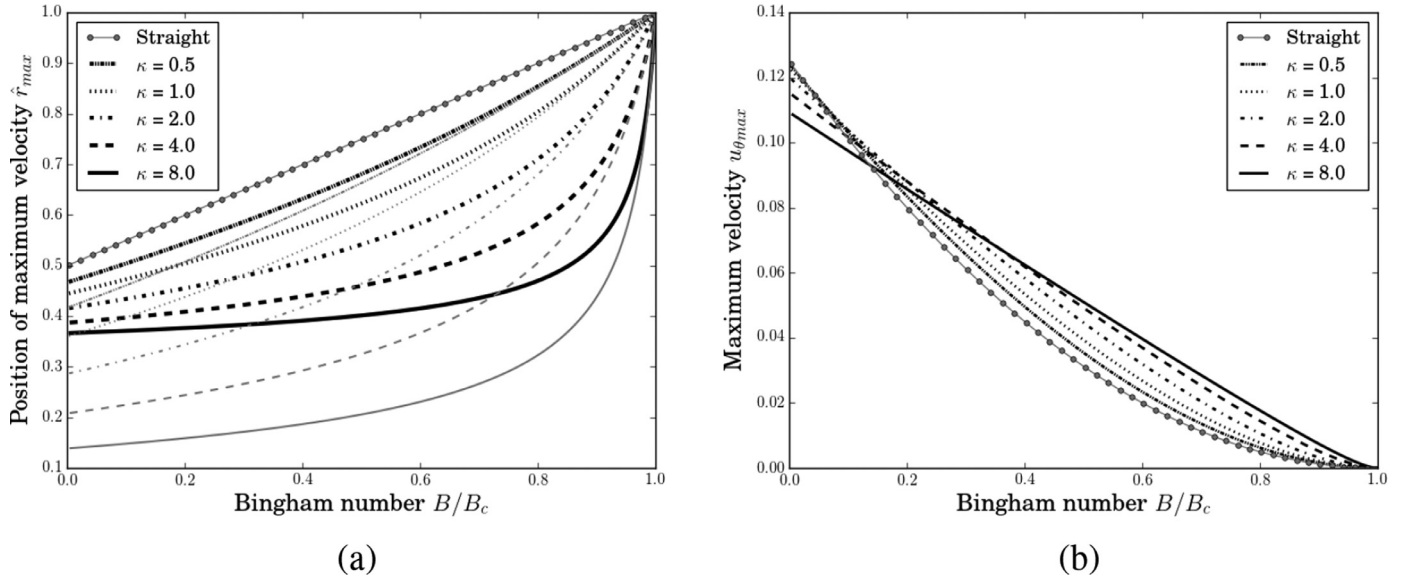 1.0
0.9
0.8
0.7
0.6
0.5
0.4
0.3
0.2
0.1
Position of maximum velocity r̂max
Straight
κ = 0.5
κ = 1.0
κ = 2.0
κ = 4.0
κ = 8.0
0.0 0.2 0.4 0.6 0.8 1.0
Bingham number B/Bc
(a)
0.14
0.12
0.10
0.08
0.06
0.04
0.02
0.00
Maximum velocity uθmax
Straight
κ = 0.5
κ = 1.0
κ = 2.0
κ = 4.0
κ = 8.0
0.0 0.2 0.4 0.6 0.8 1.0
Bingham number B/Bc
(b)